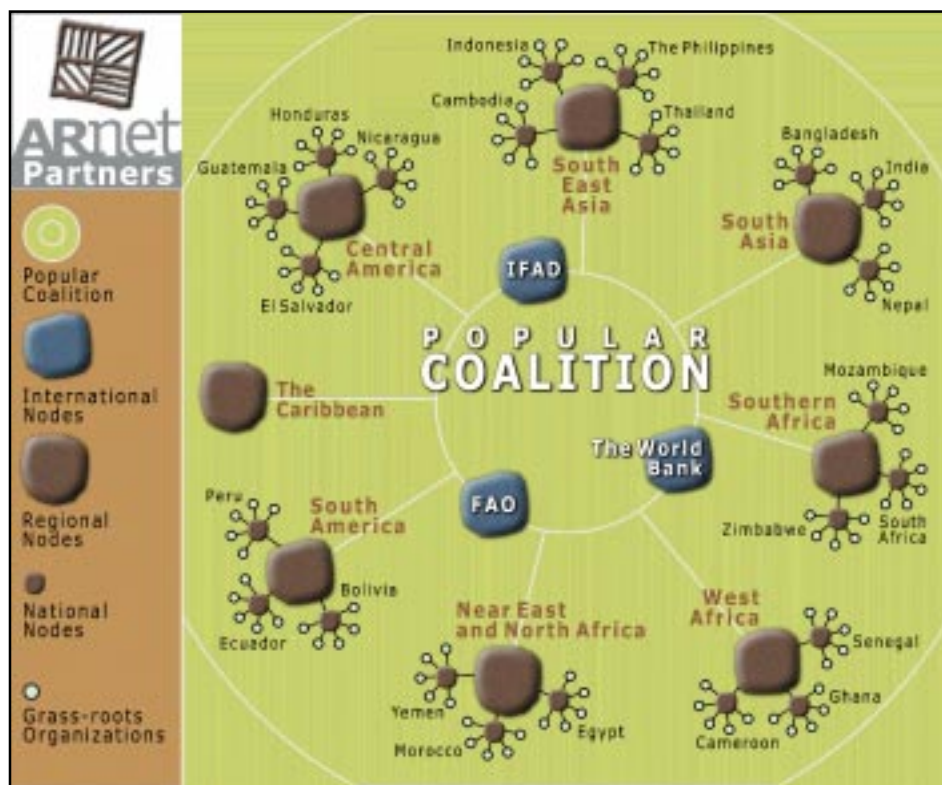 ARnet
Partners
Popular
Coalition
International
Nodes
Regional
Nodes
National
Nodes
Grass-roots
Organizations
Indonesia
The Philippines
Cambodia
Thailand
South
East
Asia
Honduras
Nicaragua
Guatemala
Central
America
El Salvador
Bangladesh
India
South
Asia
Nepal
IFAD
POPULAR
COALITION
The
Caribbean
Mozambique
Southern
Africa
The World
Bank
Zimbabwe
South
Africa
FAO
Peru
South
America
Bolivia
Ecuador
Near East
and North Africa
Yemen
Morocco
Egypt
West
Africa
Senegal
Ghana
Cameroon